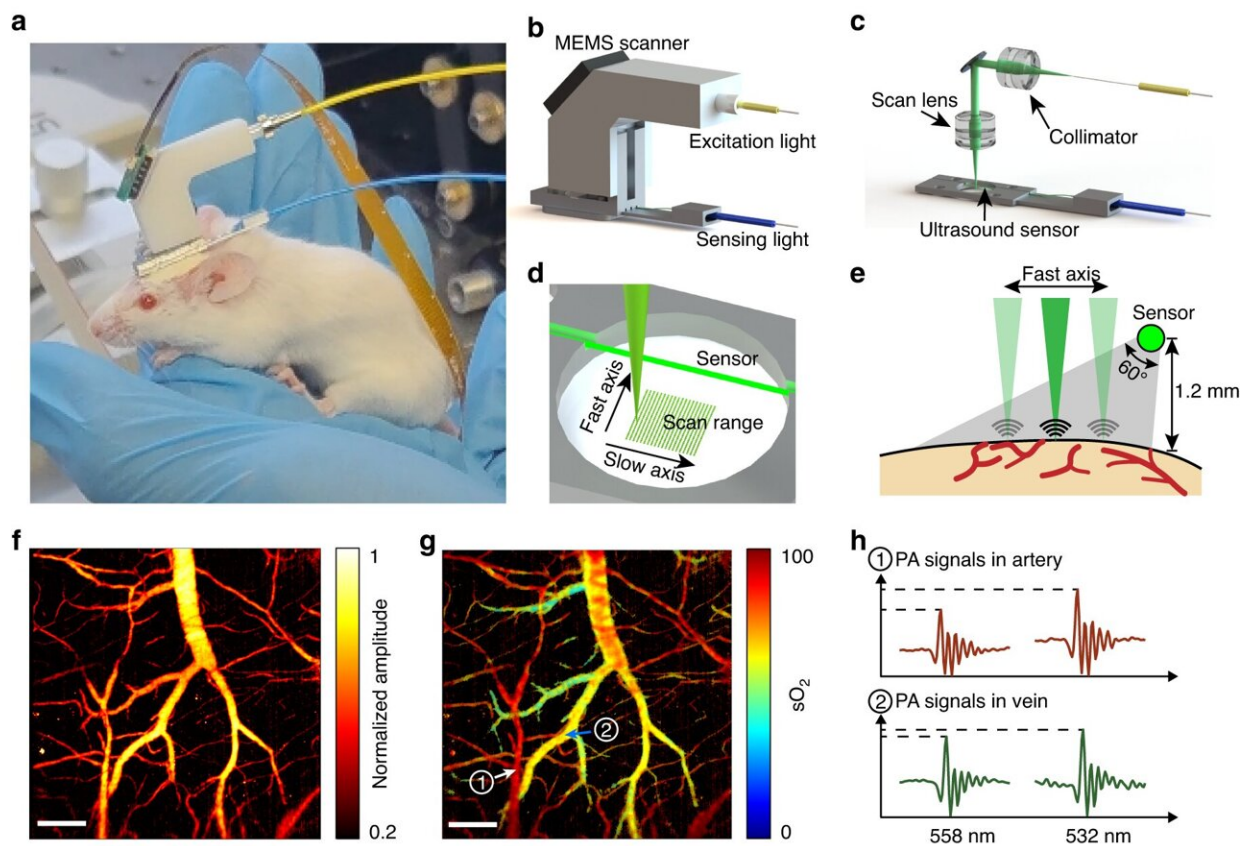 a
b
MEMS scanner
Excitation light
Sensing light
c
Scan lens
Collimator
Ultrasound sensor
d
Sensor
Fast axis
Scan range
Slow axis
e
Fast axis
Sensor
60°
1.2 mm
f
1
Normalized amplitude
0.2
g
1
2
100
sO₂
0
h
1 PA signals in artery
2 PA signals in vein
558 nm
532 nm